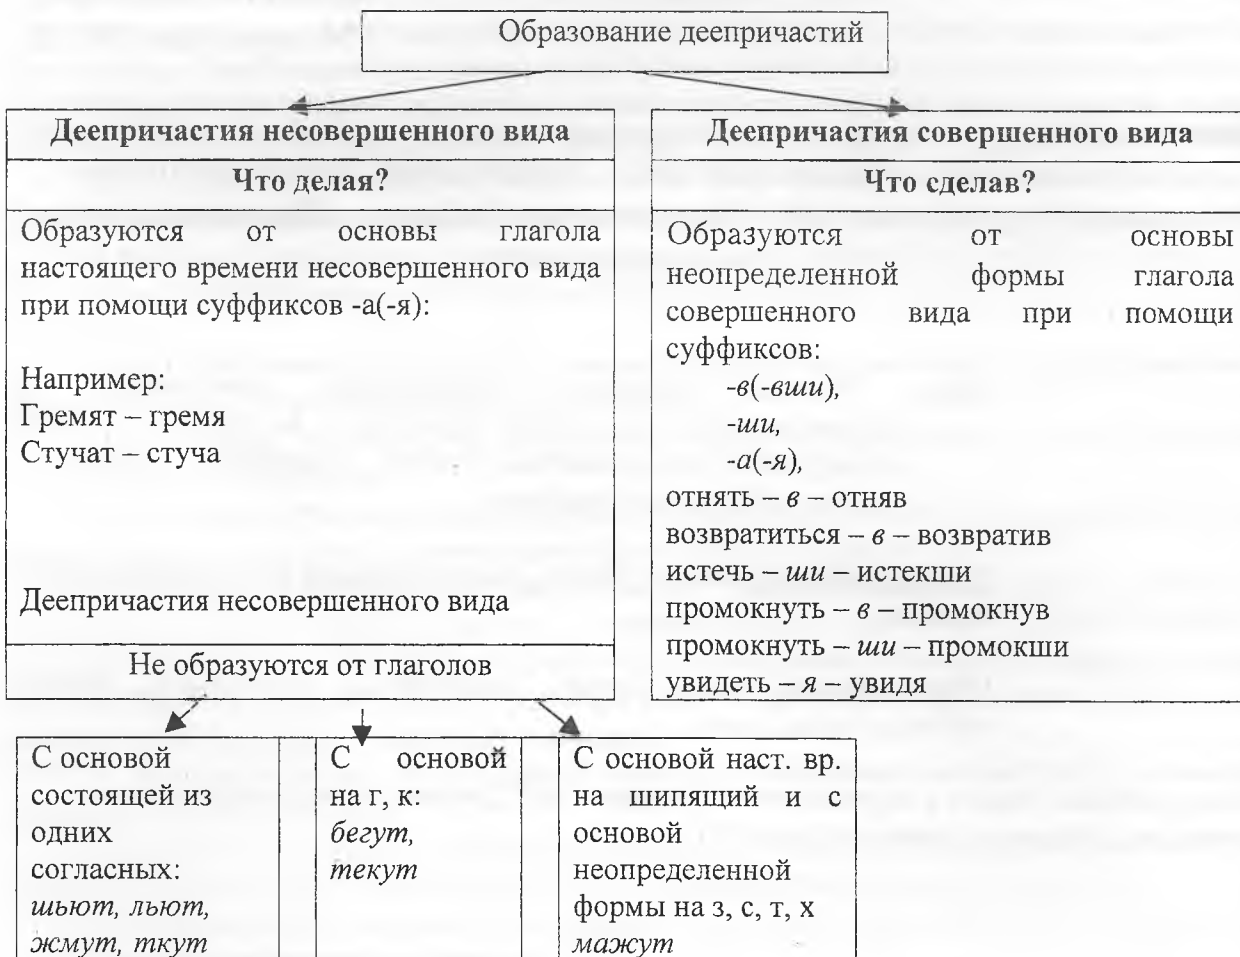 Образование деепричастий
Деепричастия несовершенного вида
Что делая?
Образуются от основы глагола
настоящего времени несовершенного вида
при помощи суффиксов -а(-я):
Например:
Гремят – гремя
Стучат – стуча
Деепричастия несовершенного вида
Не образуются от глаголов
Деепричастия совершенного вида
Что сделав?
Образуются от основы
неопределенной формы глагола
совершенного вида при помощи
суффиксов:
-в(-вши),
-ши,
-а(-я),
отнять – в – отняв
возвратиться – в – возвратив
истечь – ши – истекши
промокнуть – в – промокнув
промокнуть – ши – промокши
увидеть – я – увидя
С основой
состоящей из
одних
согласных:
шьют, льют,
жмут, ткут
С основой
на г, к:
бегут,
текут
С основой наст. вр.
на шипящий и с
основой
неопределенной
формы на з, с, т, х
мажут